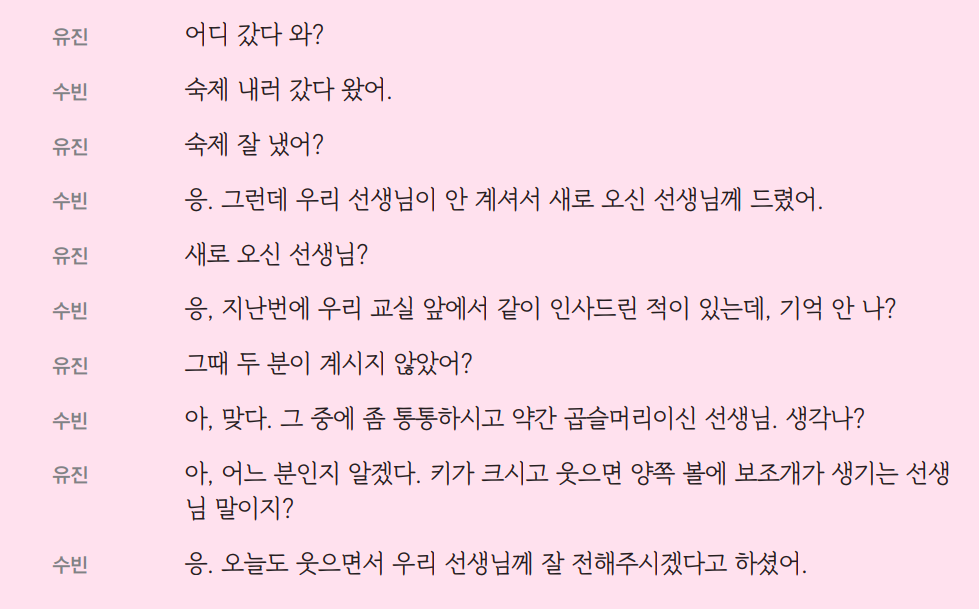 유진 어디 갔다 와?
수빈 숙제 내러 갔다 왔어.
유진 숙제 잘 냈어?
수빈 응. 그런데 우리 선생님이 안 계셔서 새로 오신 선생님께 드렸어.
유진 새로 오신 선생님?
수빈 응, 지난번에 우리 교실 앞에서 같이 인사드린 적이 있는데, 기억 안 나?
유진 그때 두 분이 계시지 않았어?
수빈 아, 맞다. 그 중에 좀 통통하시고 약간 곱슬머리이신 선생님. 생각나?
유진 아, 어느 분인지 알겠다. 키가 크시고 웃으면 양쪽 볼에 보조개가 생기는 선생
님 말이지?
수빈 응. 오늘도 웃으면서 우리 선생님께 잘 전해주시겠다고 하셨어.